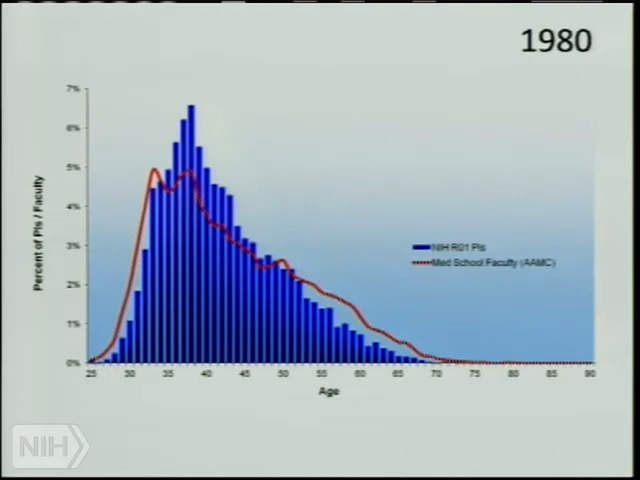 1980
7%
6%
5%
4%
3%
2%
1%
0%
Percent of PIs / Faculty
NIH R01 PIs
Med School Faculty (AAMC)
25 30 35 40 45 50 55 60 65 70 75 80 85 90
Age
NIH